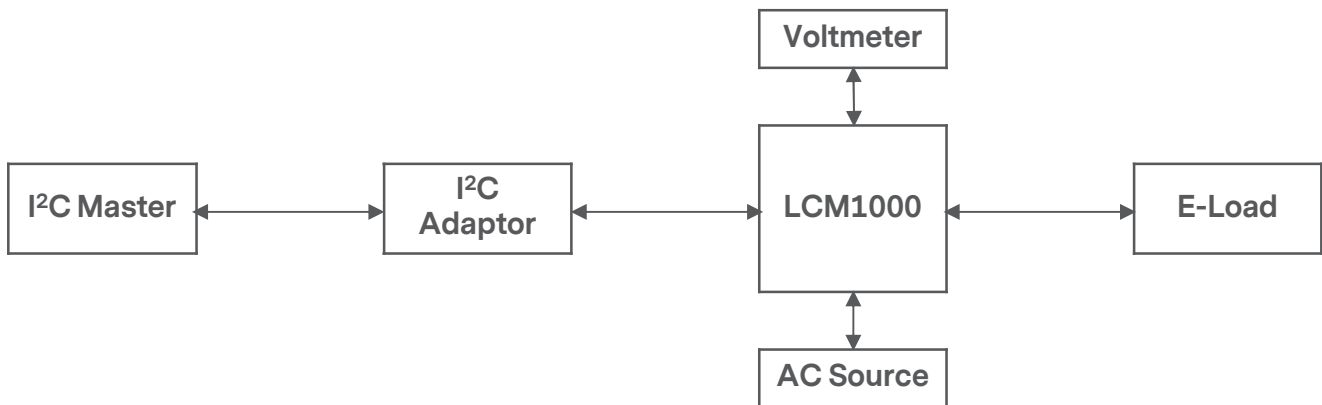 Voltmeter
I²C Master
I²C
Adaptor
LCM1000
E-Load
AC Source